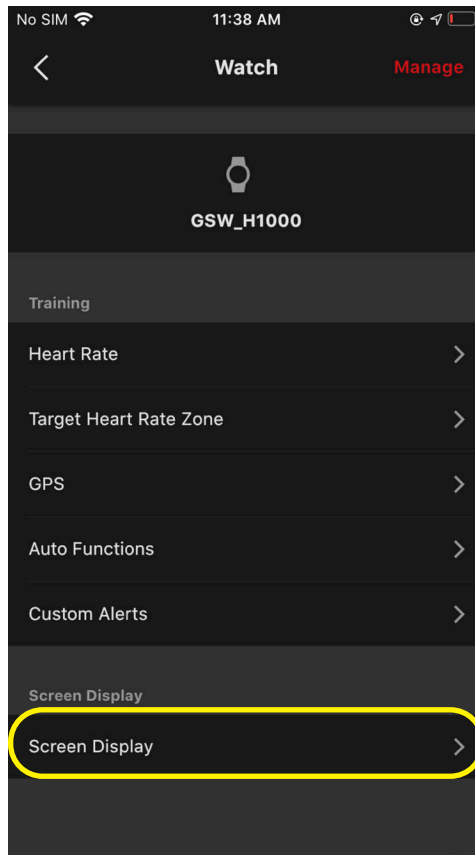 No SIM 11:38 AM
Watch Manage
GSW_H1000
Training
Heart Rate
Target Heart Rate Zone
GPS
Auto Functions
Custom Alerts
Screen Display
Screen Display